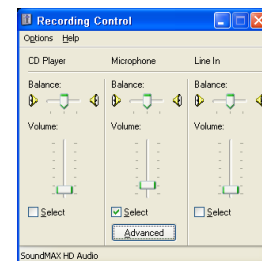 Recording Control
Options Help
CD Player Microphone Line In
Balance: Balance: Balance:
Volume: Volume: Volume:
Select Select Select
Advanced
SoundMAX HD Audio